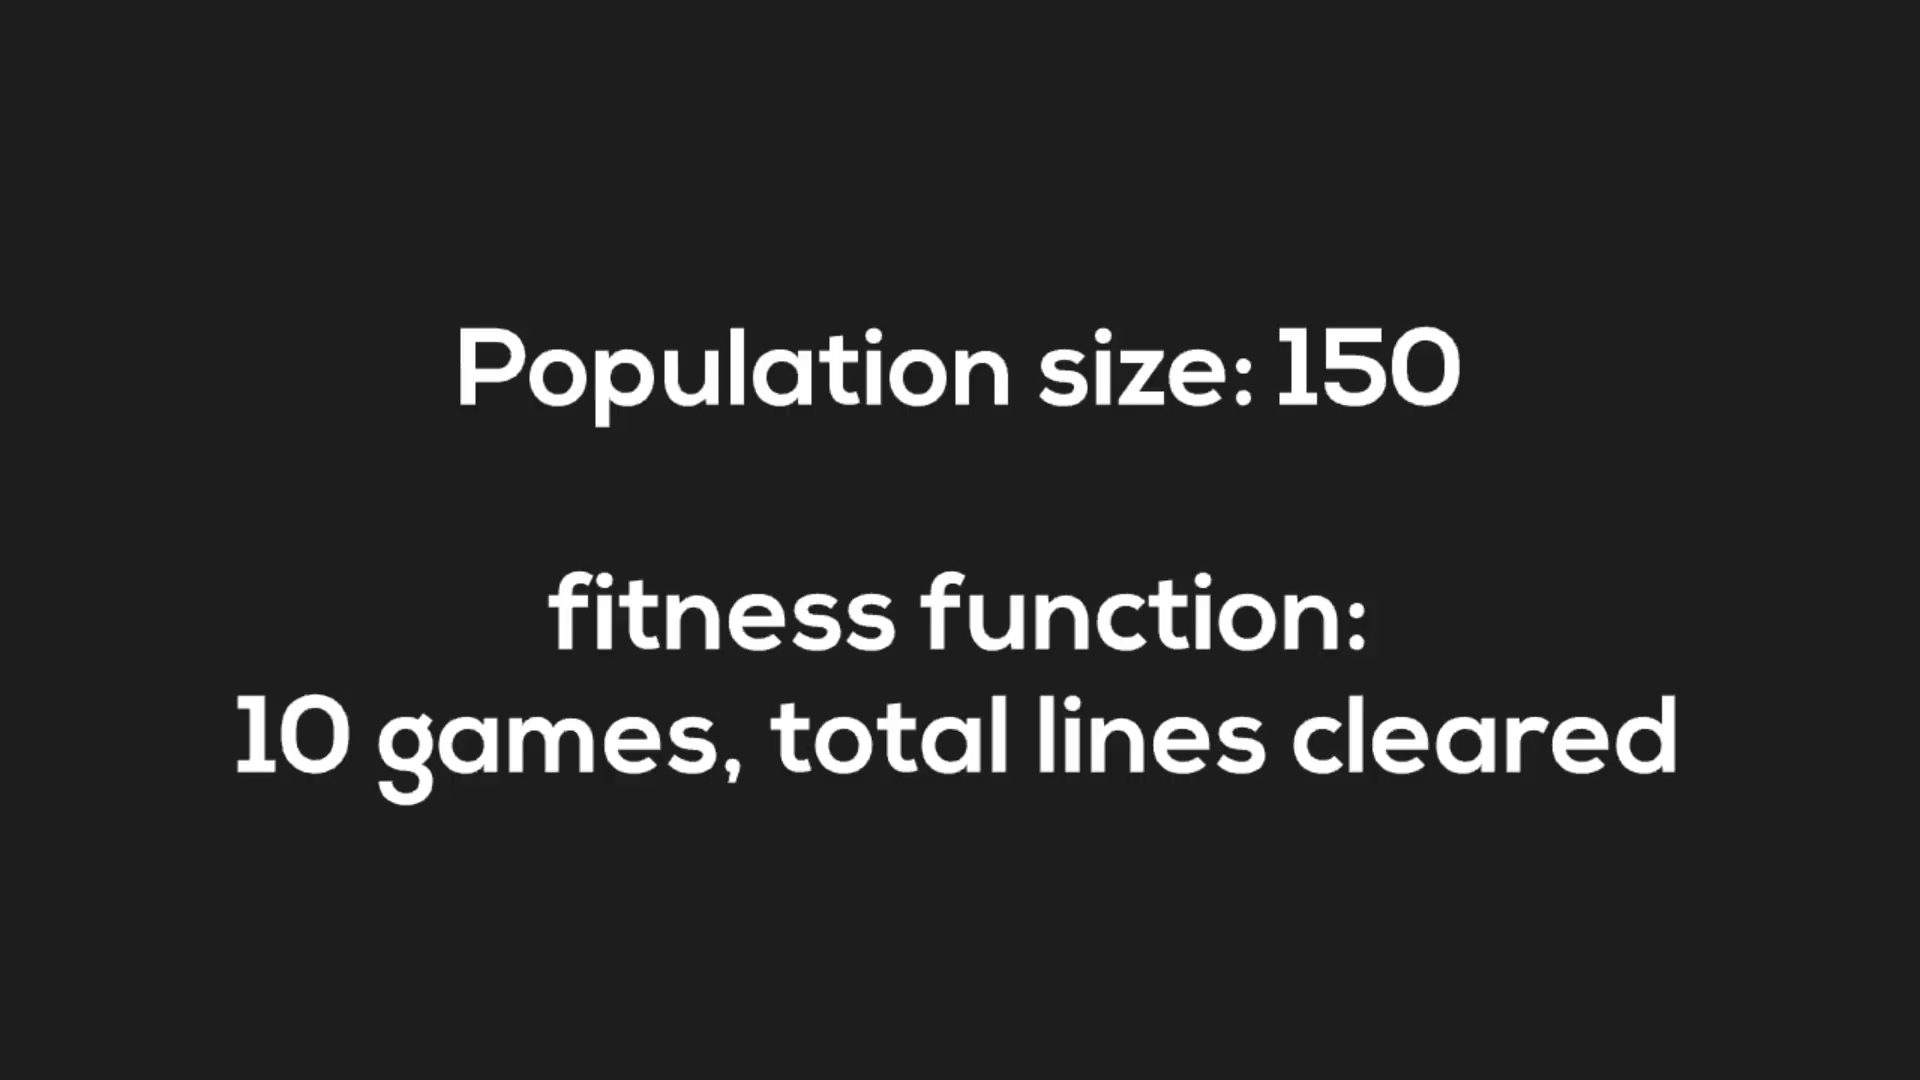 Population size: 150
fitness function:
10 games, total lines cleared